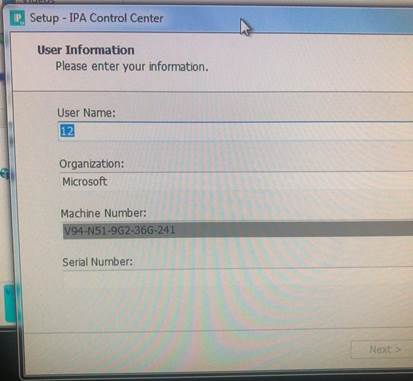 Setup - IPA Control Center
User Information
Please enter your information.
User Name:
12
Organization:
Microsoft
Machine Number:
V94-N51-9G2-36G-241
Serial Number:
Next >